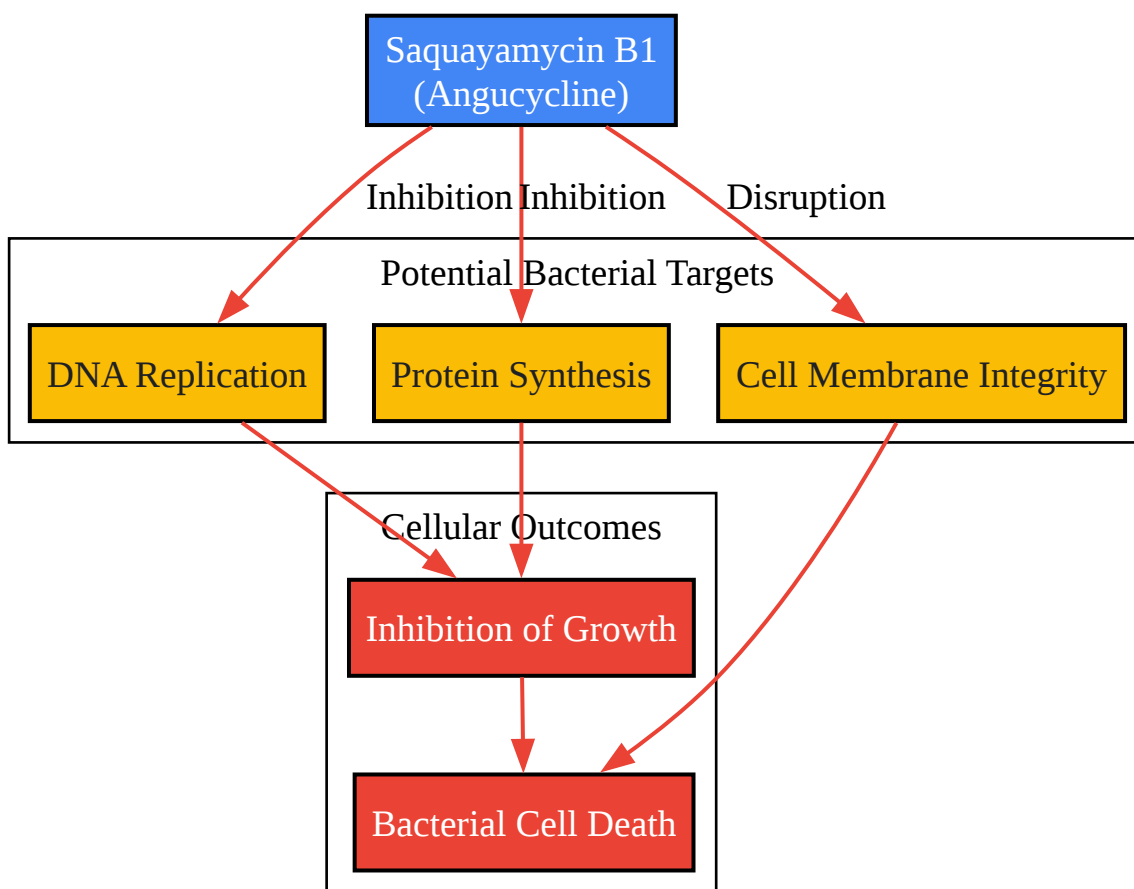 Saquayamycin B1
(Angucycline)
Inhibition
Inhibition
Disruption
Potential Bacterial Targets
DNA Replication
Protein Synthesis
Cell Membrane Integrity
Cellular Outcomes
Inhibition of Growth
Bacterial Cell Death